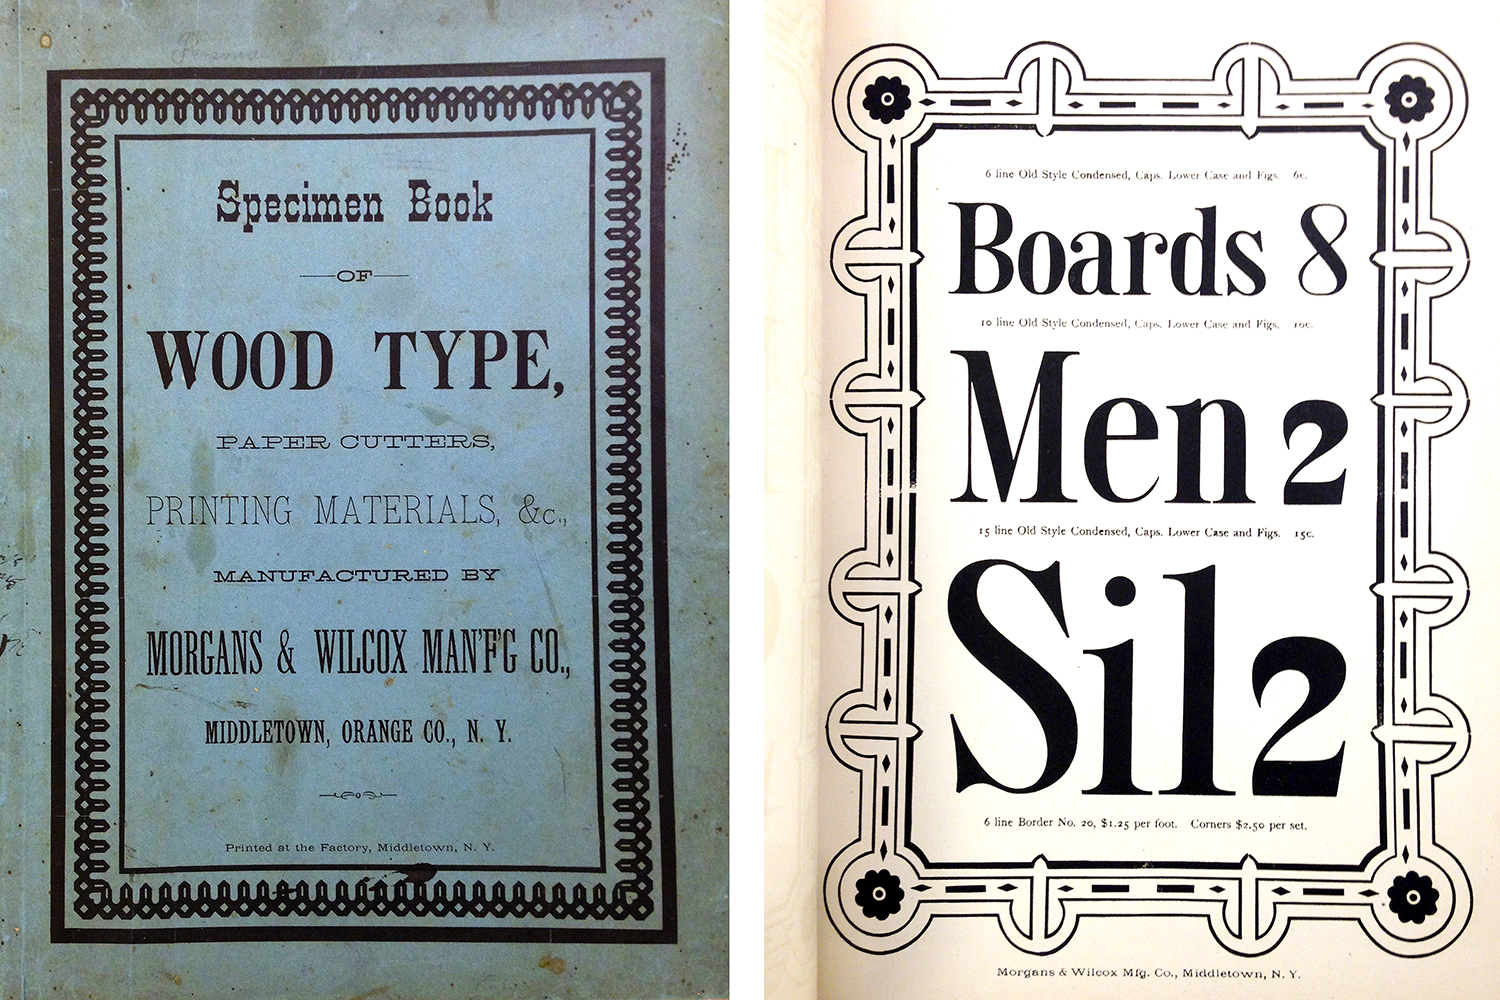 Specimen Book
OF
WOOD TYPE,
PAPER CUTTERS,
PRINTING MATERIALS, &c.,
MANUFACTURED BY
MORGANS & WILCOX MAN'F'G CO.,
MIDDLETOWN, ORANGE CO., N. Y.
Printed at the Factory, Middletown, N. Y.
6 line Old Style Condensed, Caps. Lower Case and Figs. 6c.
Boards 8
10 line Old Style Condensed, Caps. Lower Case and Figs. 10c.
Men 2
15 line Old Style Condensed, Caps. Lower Case and Figs. 15c.
Sil 2
6 line Border No. 20, $1.25 per foot. Corners $2.50 per set.
Morgans & Wilcox Mfg. Co., Middletown, N. Y.